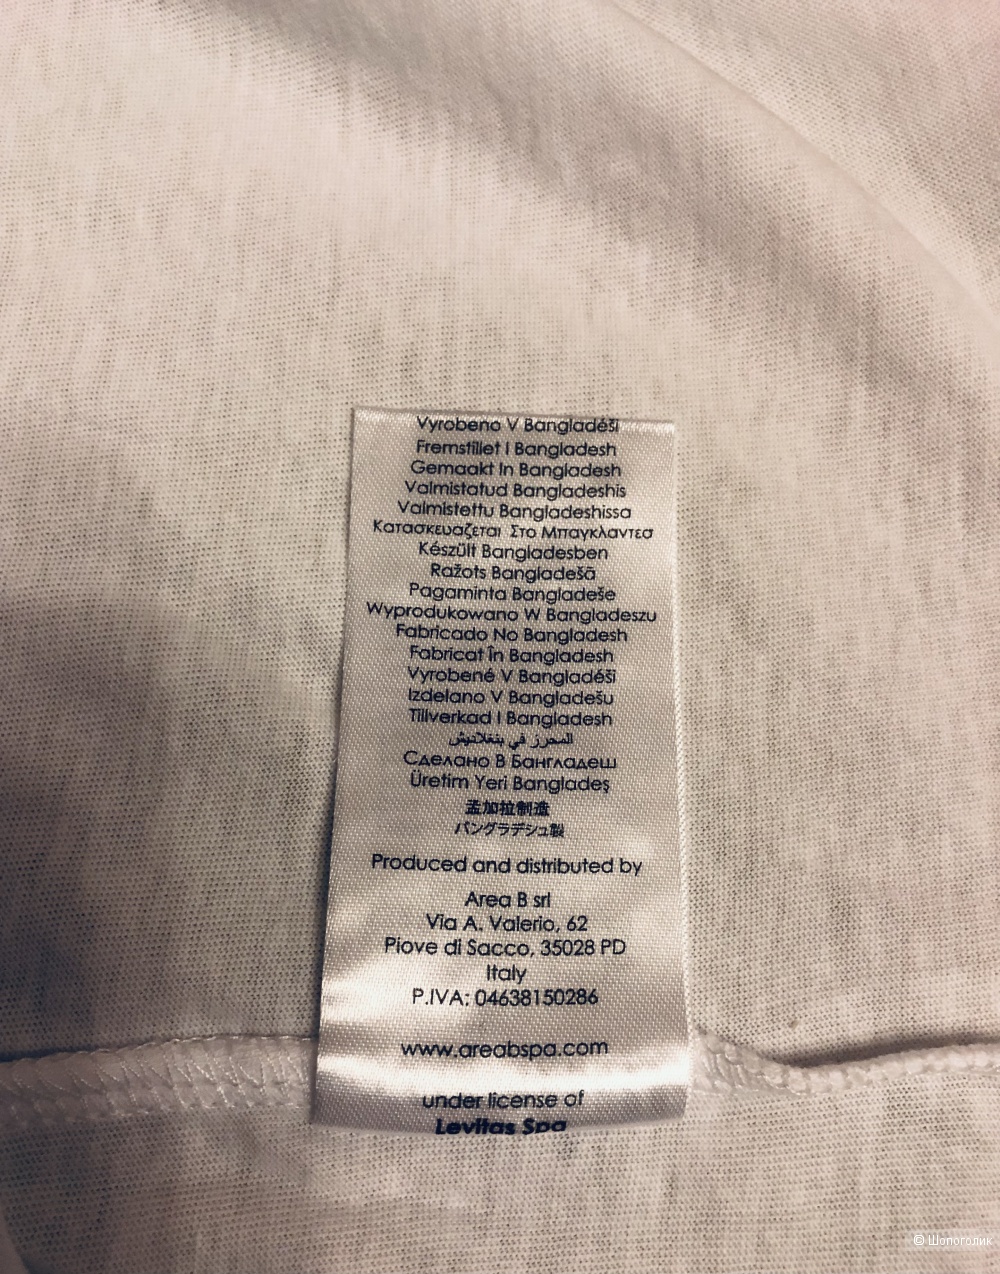 Vyrobeno V Bangladéši
Fremstillet I Bangladesh
Gemaakt In Bangladesh
Valmistatud Bangladeshis
Valmistettu Bangladeshissa
Κατασκευαζεται Στο Μπαγκλαντεσ
Készült Bangladesben
Ražots Bangladešā
Pagaminta Bangladeše
Wyprodukowano W Bangladeszu
Fabricado No Bangladesh
Fabricat în Bangladesh
Vyrobené V Bangladéši
Izdelano V Bangladešu
Tillverkad I Bangladesh
في بنغلاديش
Сделано В Бангладеш
Üretim Yeri Bangladeş
孟加拉制造
バングラデシュ製
Produced and distributed by
Area B srl
Via A. Valerio, 62
Piove di Sacco, 35028 PD
Italy
P.IVA: 04638150286
www.areabspa.com
under license of
Levitas Spa
© Шопоголик